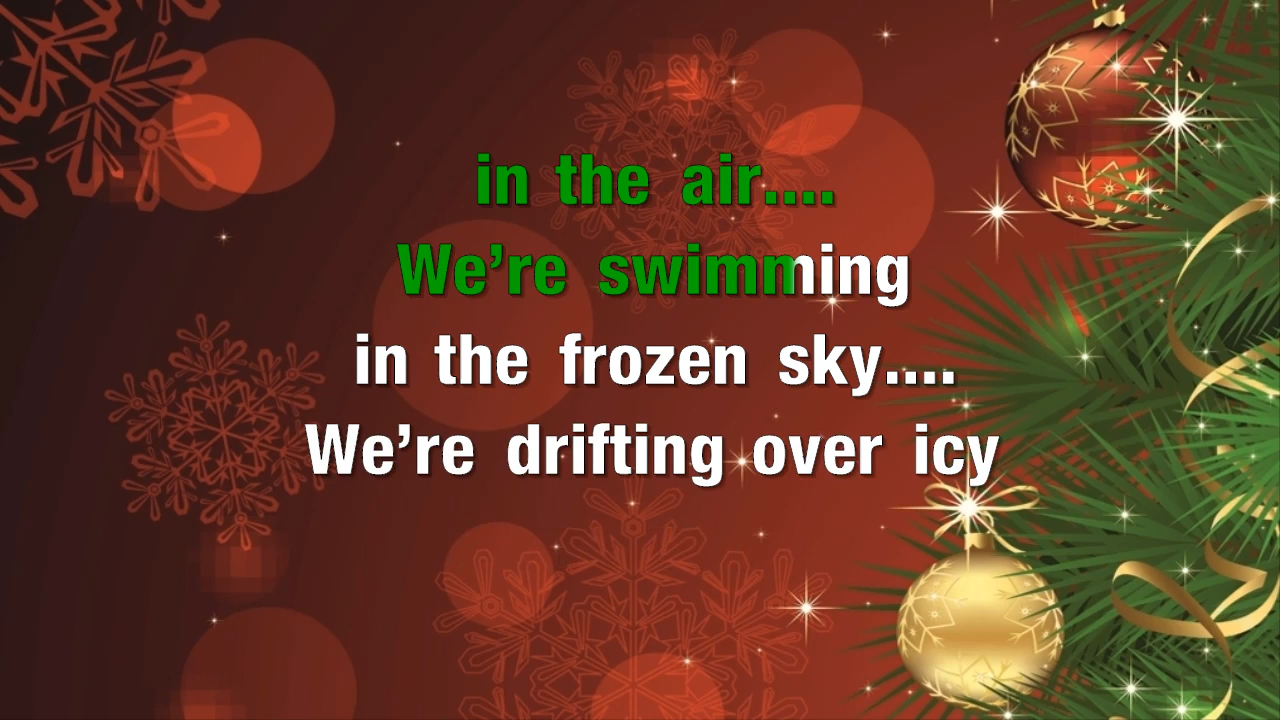 in the air....
We’re swimming
in the frozen sky....
We’re drifting over icy